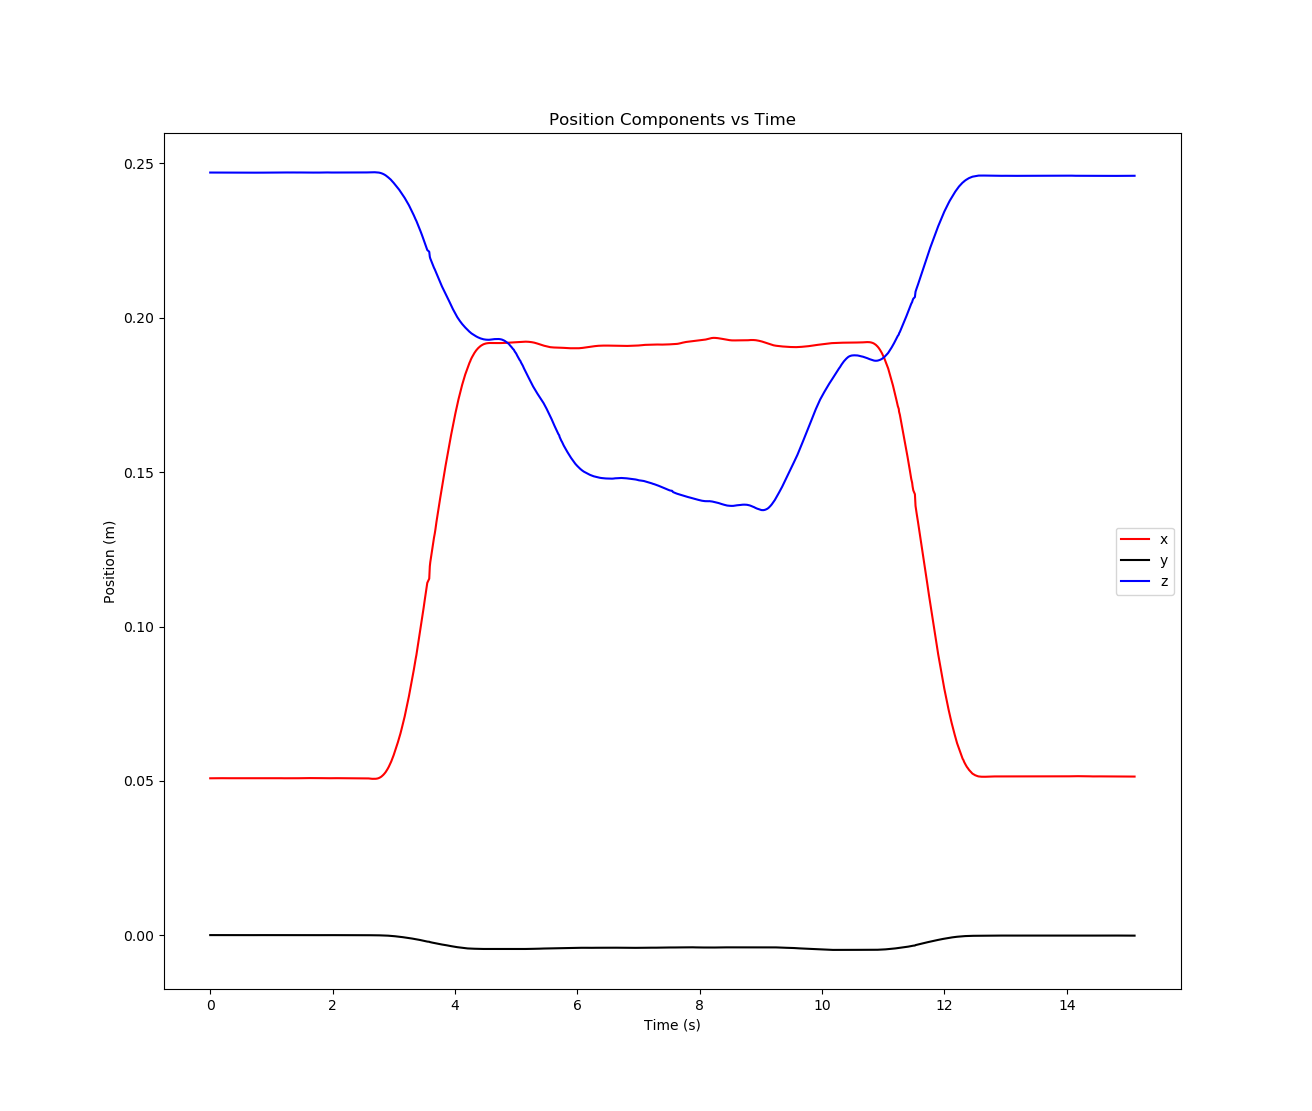 Position Components vs Time
0.25
0.20
0.15
0.10
0.05
0.00
Position (m)
x
y
z
0 2 4 6 8 10 12 14
Time (s)